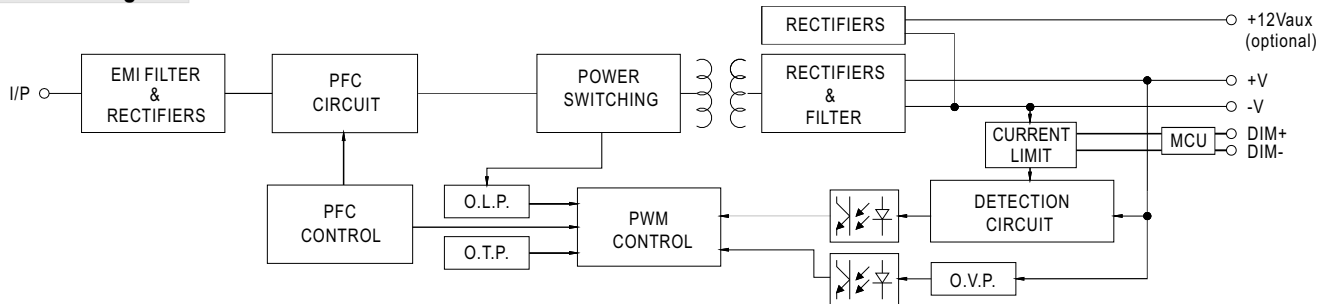 RECTIFIERS
+12Vaux
(optional)
I/P
EMI FILTER
&
RECTIFIERS
PFC
CIRCUIT
POWER
SWITCHING
RECTIFIERS
&
FILTER
+V
-V
CURRENT
LIMIT
MCU
DIM+
DIM-
PFC
CONTROL
O.L.P.
O.T.P.
PWM
CONTROL
DETECTION
CIRCUIT
O.V.P.